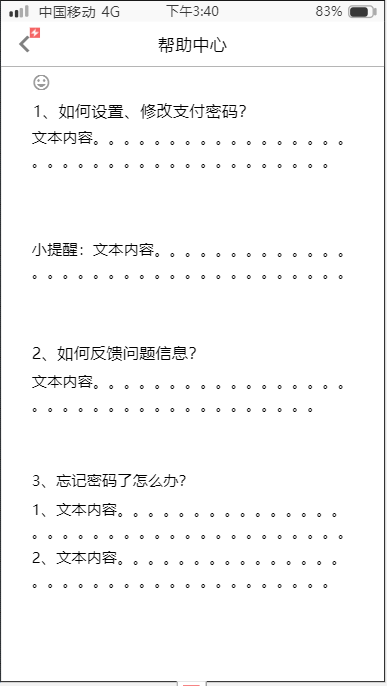 中国移动 4G 下午3:40 83%
帮助中心
1、如何设置、修改支付密码？
文本内容。。。。。。。。。。。。。。。。。
。。。。。。。。。。。。。。。。。。。。
小提醒：文本内容。。。。。。。。。。。。。
。。。。。。。。。。。。。。。。。。。。。
2、如何反馈问题信息？
文本内容。。。。。。。。。。。。。。。。。
。。。。。。。。。。。。。。。。。。。
3、忘记密码了怎么办？
1、文本内容。。。。。。。。。。。。。。。
。。。。。。。。。。。。。。。。。。。。。
2、文本内容。。。。。。。。。。。。。。。
。。。。。。。。。。。。。。。。。。。。